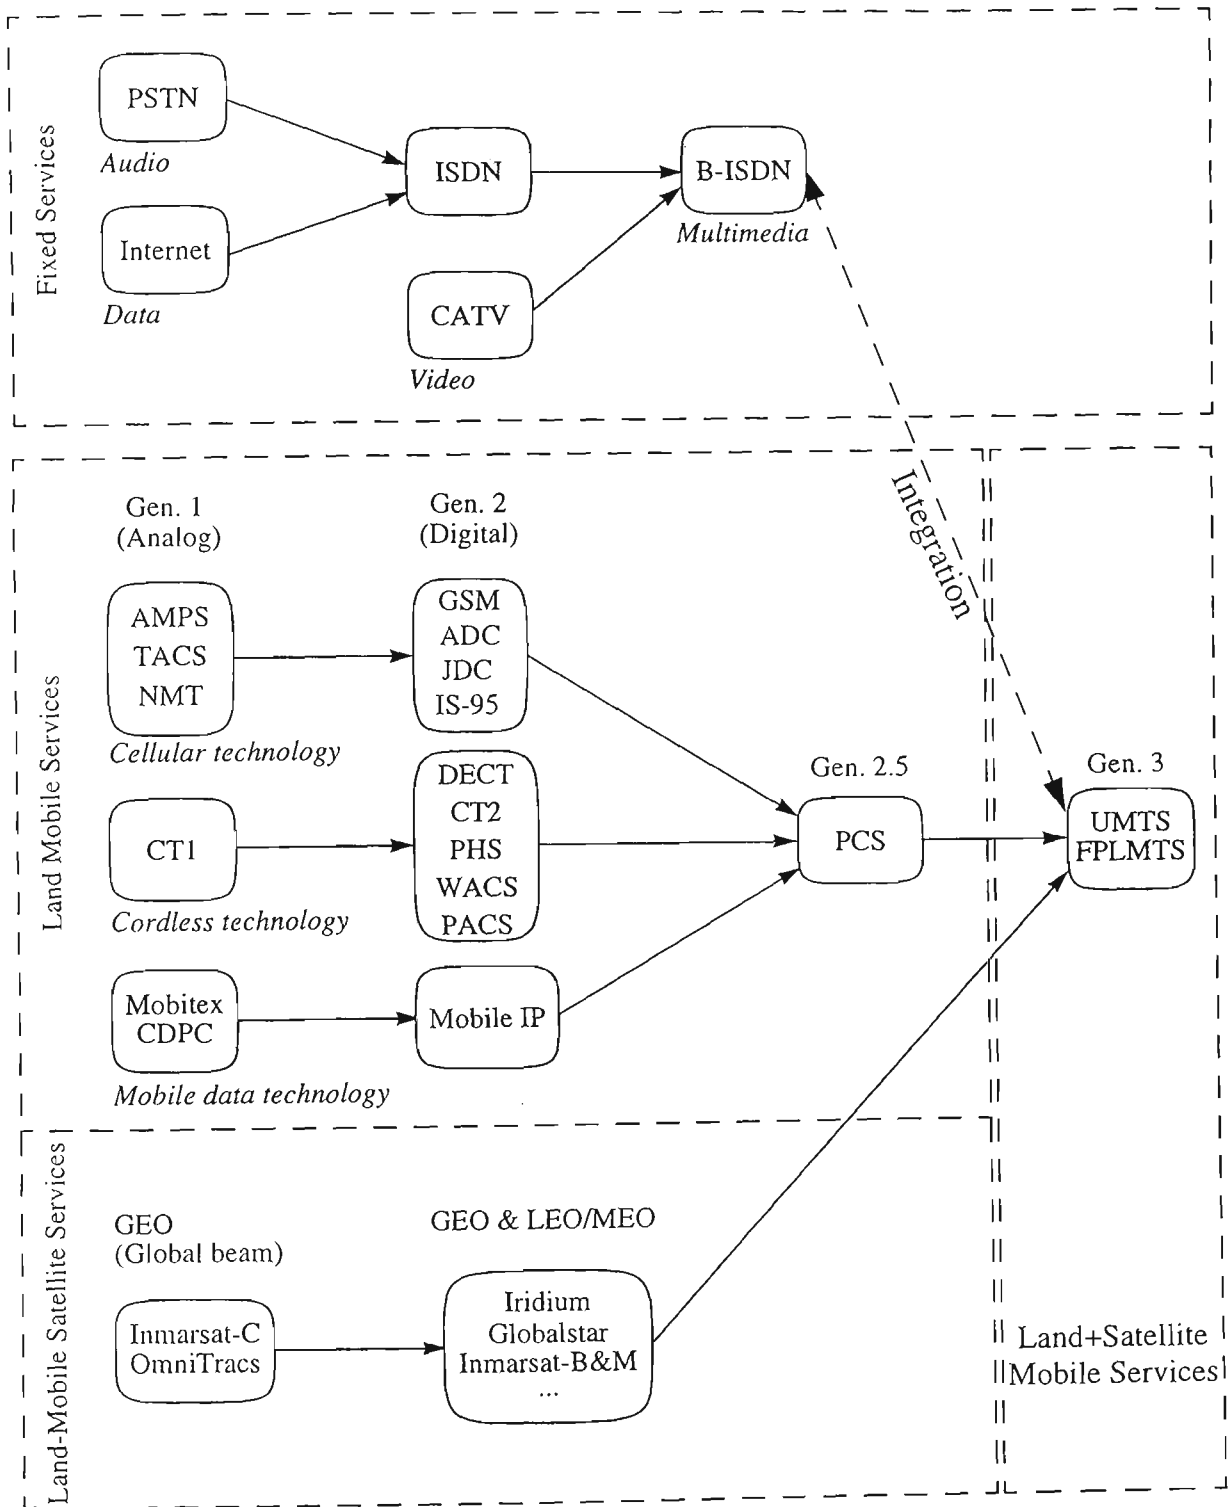 Fixed Services
PSTN
Audio
Internet
Data
ISDN
CATV
Video
B-ISDN
Multimedia
Integration
Land Mobile Services
Gen. 1
(Analog)
Gen. 2
(Digital)
AMPS
TACS
NMT
Cellular technology
GSM
ADC
JDC
IS-95
CT1
Cordless technology
DECT
CT2
PHS
WACS
PACS
Mobitex
CDPC
Mobile data technology
Mobile IP
Gen. 2.5
PCS
Gen. 3
UMTS
FPLMTS
Land-Mobile Satellite Services
GEO
(Global beam)
Inmarsat-C
OmniTracs
GEO & LEO/MEO
Iridium
Globalstar
Inmarsat-B&M
...
Land+Satellite
Mobile Services